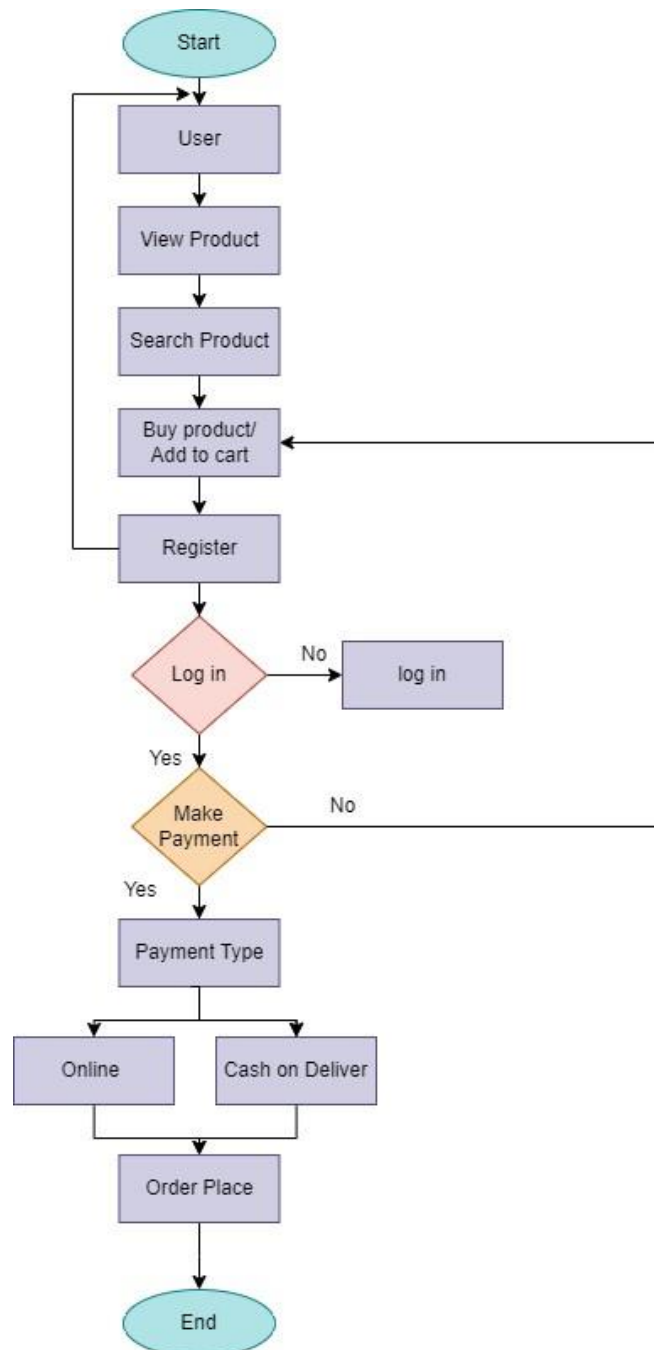 Start
User
View Product
Search Product
Buy product/
Add to cart
Register
Log in
No
log in
Yes
Make
Payment
No
Yes
Payment Type
Online
Cash on Deliver
Order Place
End